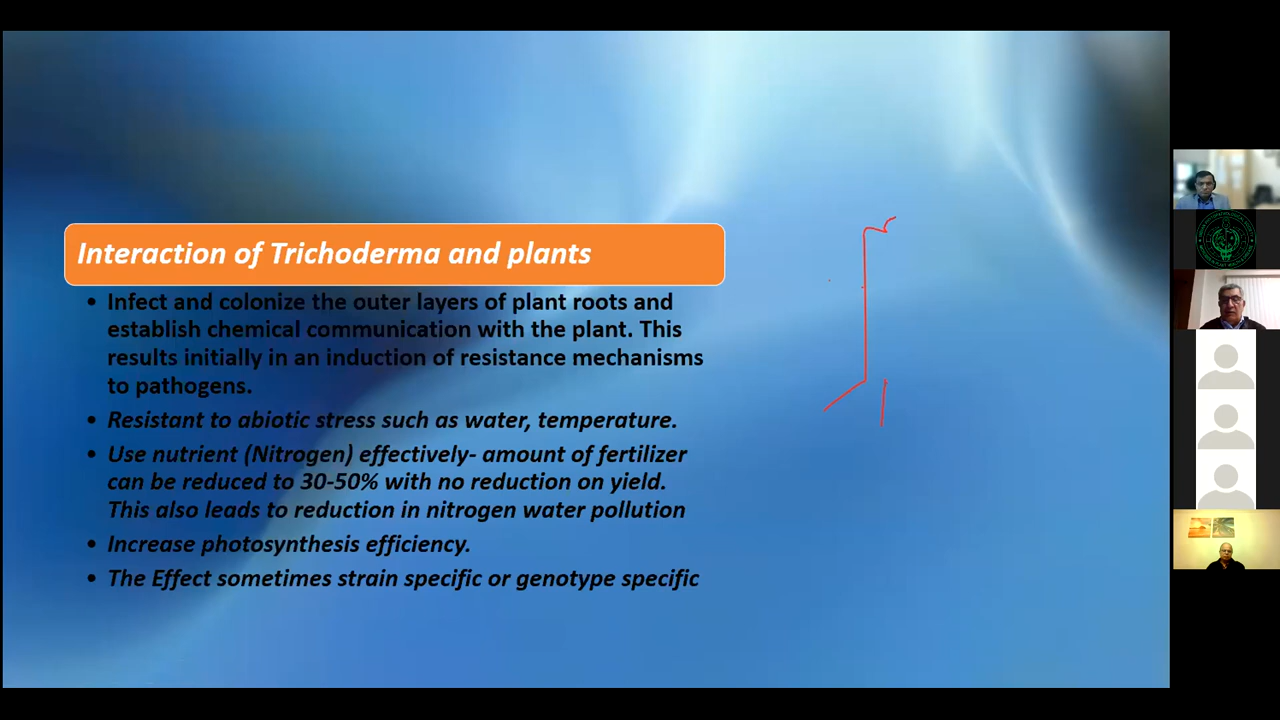 Interaction of Trichoderma and plants
• Infect and colonize the outer layers of plant roots and
establish chemical communication with the plant. This
results initially in an induction of resistance mechanisms
to pathogens.
• Resistant to abiotic stress such as water, temperature.
• Use nutrient (Nitrogen) effectively- amount of fertilizer
can be reduced to 30-50% with no reduction on yield.
This also leads to reduction in nitrogen water pollution
• Increase photosynthesis efficiency.
• The Effect sometimes strain specific or genotype specific